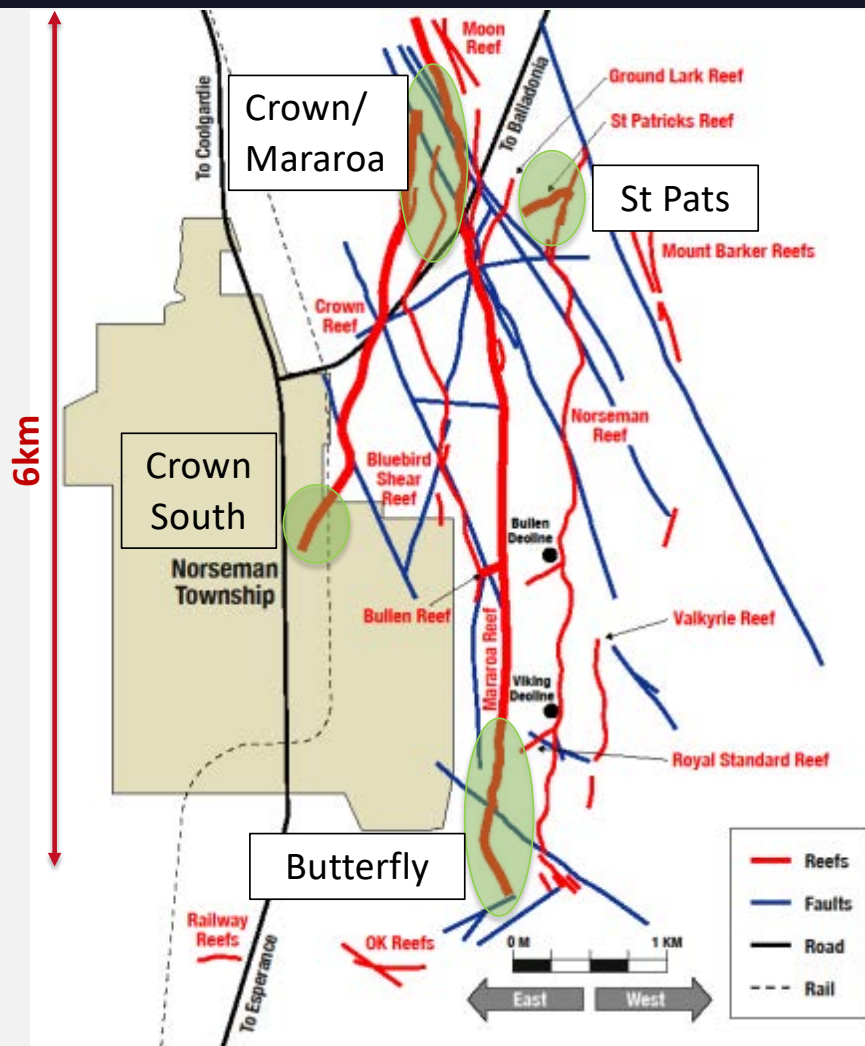 Moon
Reef
Ground Lark Reef
St Patricks Reef
To Coolgardie
Crown/
Mararoa
To Balladonia
St Pats
Mount Barker Reefs
Crown
Reef
6km
Norseman
Reef
Crown
South
Bluebird
Shear
Reef
Bullen
Decline
Norseman
Township
Bullen Reef
Valkyrie Reef
Mararoa Reef
Viking
Decline
Royal Standard Reef
Butterfly
Reefs
Faults
Road
Rail
Railway
Reefs
OK Reefs
To Esperance
0 M
1 KM
East
West